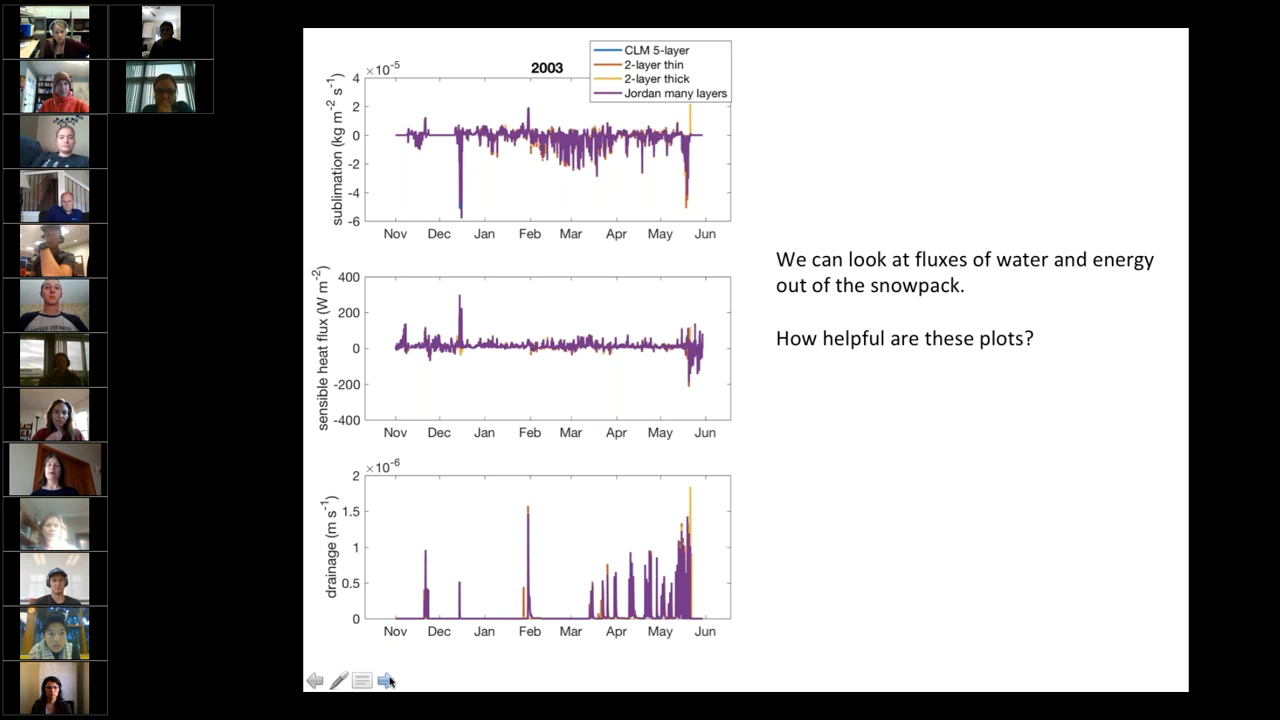 CLM 5-layer
2-layer thin
2-layer thick
Jordan many layers
×10⁻⁵
2003
sublimation (kg m⁻² s⁻¹)
4
2
0
-2
-4
-6
Nov Dec Jan Feb Mar Apr May Jun
sensible heat flux (W m⁻²)
400
200
0
-200
-400
Nov Dec Jan Feb Mar Apr May Jun
×10⁻⁶
drainage (m s⁻¹)
2
1.5
1
0.5
0
Nov Dec Jan Feb Mar Apr May Jun
We can look at fluxes of water and energy
out of the snowpack.
How helpful are these plots?